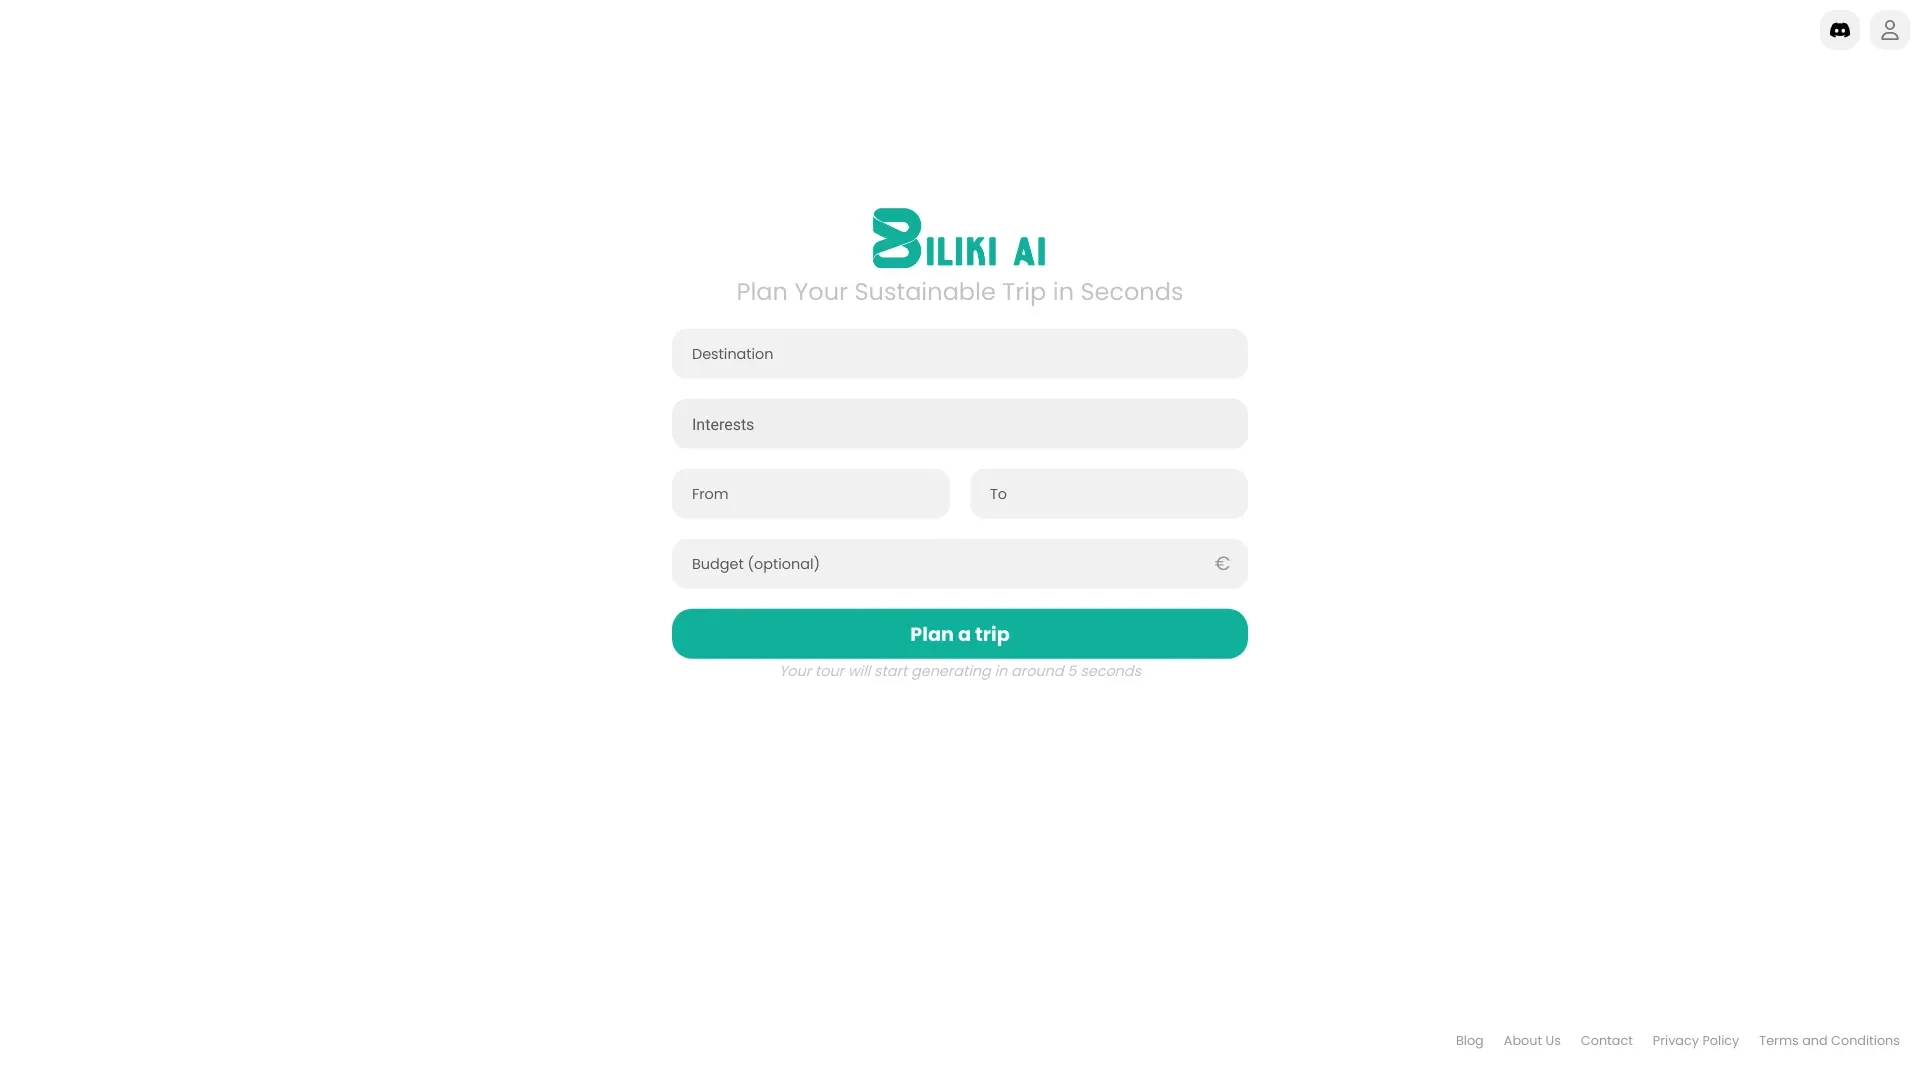 BILIKI AI
Plan Your Sustainable Trip in Seconds
Destination
Interests
From To
Budget (optional) €
Plan a trip
Your tour will start generating in around 5 seconds
Blog About Us Contact Privacy Policy Terms and Conditions